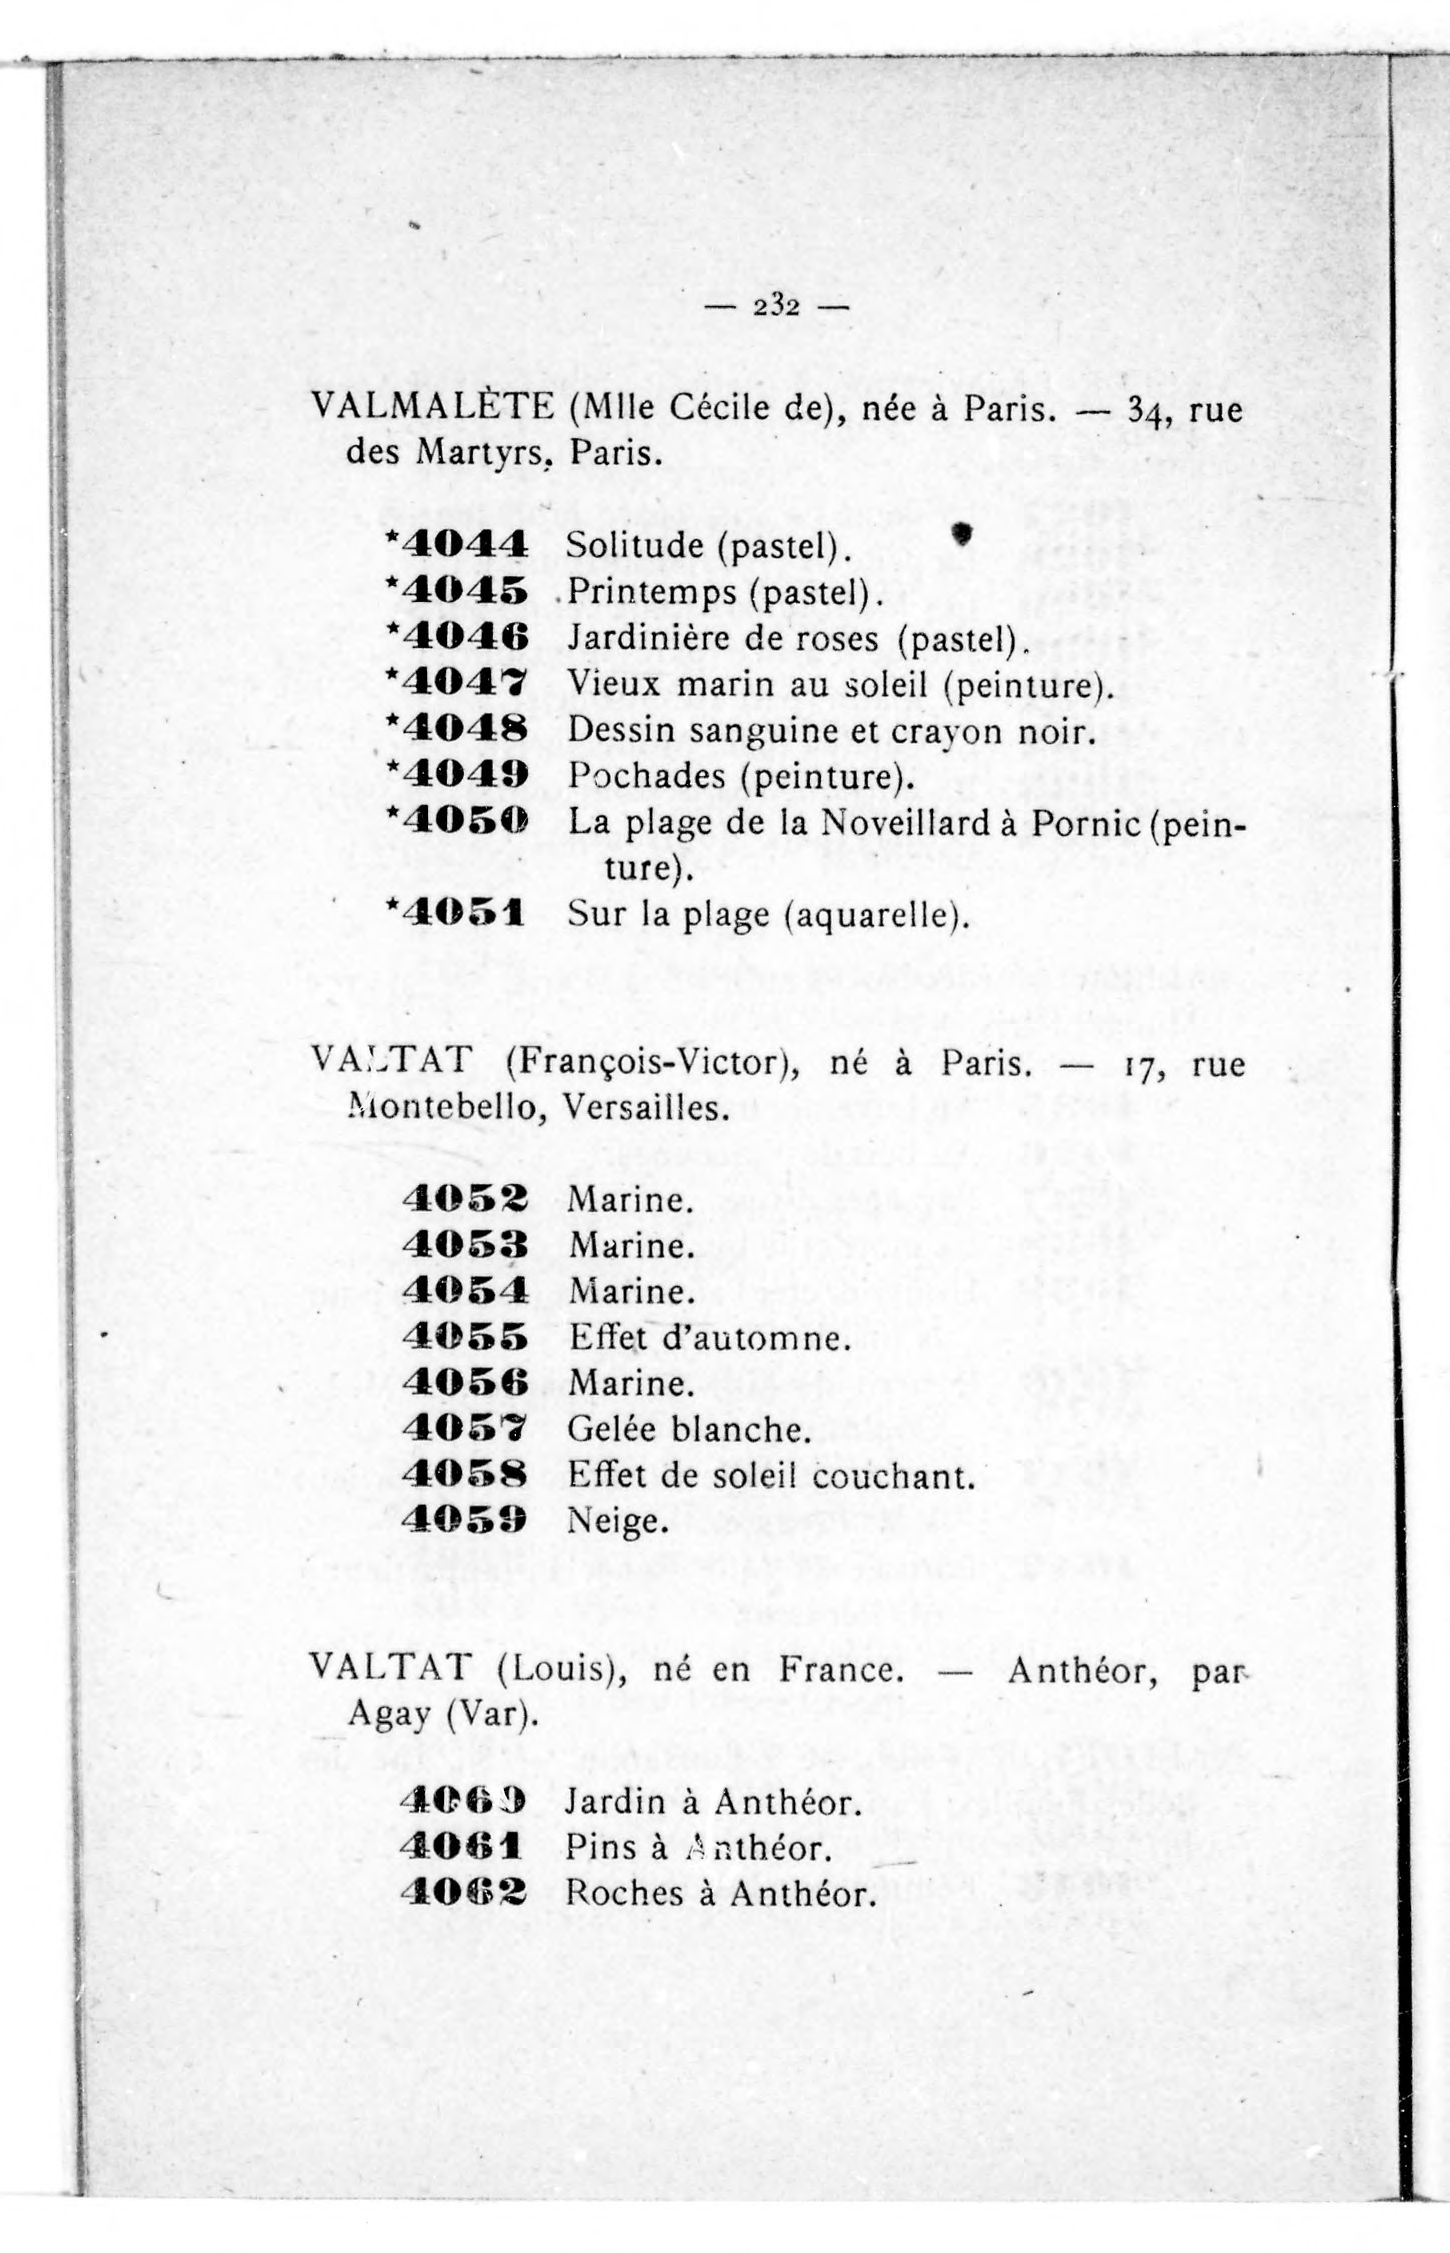 — 232 —
VALMALÈTE (Mlle Cécile de), née à Paris. — 34, rue
des Martyrs, Paris.
*4044 Solitude (pastel).
*4045 Printemps (pastel).
*4046 Jardinière de roses (pastel).
*4047 Vieux marin au soleil (peinture).
*4048 Dessin sanguine et crayon noir.
*4049 Pochades (peinture).
*4050 La plage de la Noveillard à Pornic (pein-
ture).
*4051 Sur la plage (aquarelle).
VALTAT (François-Victor), né à Paris. — 17, rue
Montebello, Versailles.
4052 Marine.
4053 Marine.
4054 Marine.
4055 Effet d'automne.
4056 Marine.
4057 Gelée blanche.
4058 Effet de soleil couchant.
4059 Neige.
VALTAT (Louis), né en France. — Anthéor, par
Agay (Var).
4060 Jardin à Anthéor.
4061 Pins à Anthéor.
4062 Roches à Anthéor.